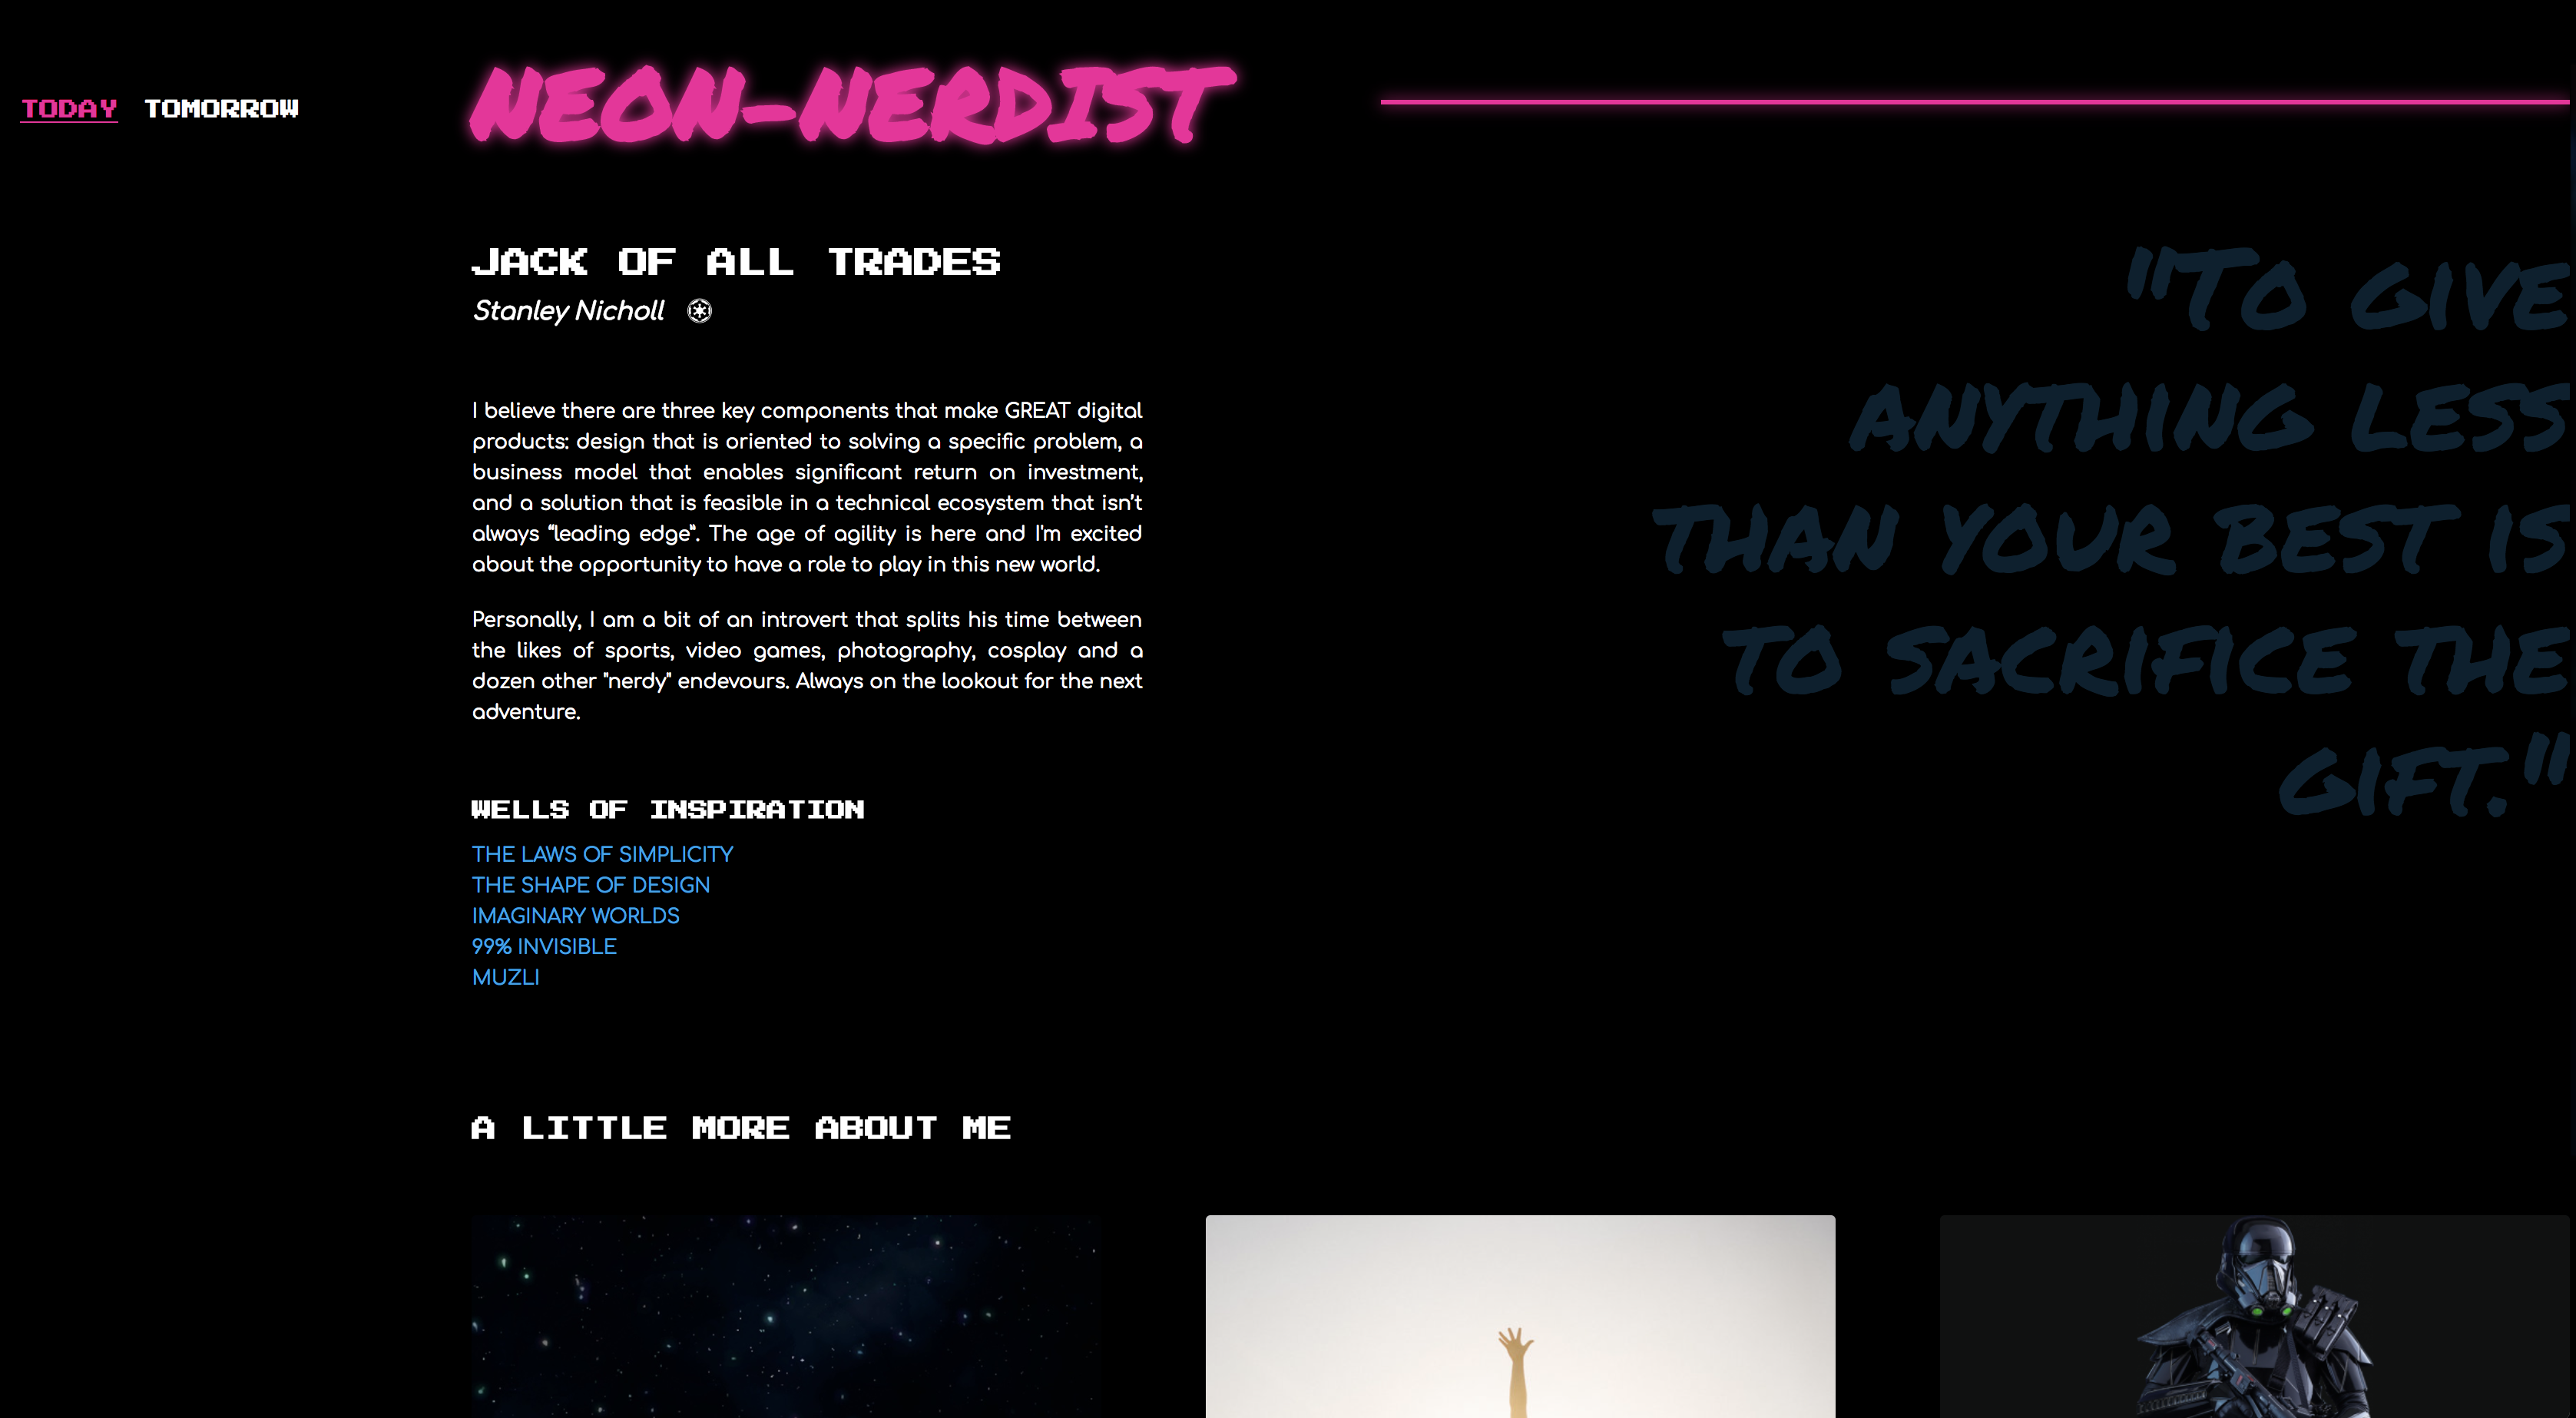 TODAY TOMORROW
NEON-NERDIST
JACK OF ALL TRADES
Stanley Nicholl
I believe there are three key components that make GREAT digital
products: design that is oriented to solving a specific problem, a
business model that enables significant return on investment,
and a solution that is feasible in a technical ecosystem that isn’t
always “leading edge”. The age of agility is here and I'm excited
about the opportunity to have a role to play in this new world.
Personally, I am a bit of an introvert that splits his time between
the likes of sports, video games, photography, cosplay and a
dozen other "nerdy" endevours. Always on the lookout for the next
adventure.
"TO GIVE
ANYTHING LESS
THAN YOUR BEST IS
TO SACRIFICE THE
GIFT."
WELLS OF INSPIRATION
THE LAWS OF SIMPLICITY
THE SHAPE OF DESIGN
IMAGINARY WORLDS
99% INVISIBLE
MUZLI
A LITTLE MORE ABOUT ME